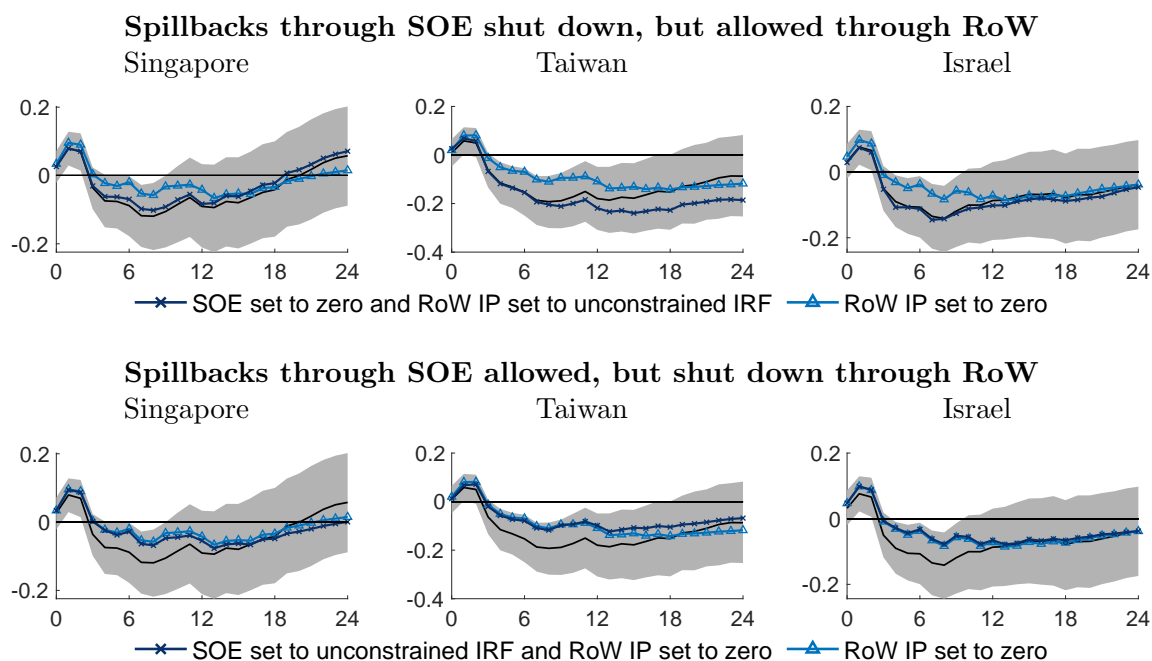 Spillbacks through SOE shut down, but allowed through RoW
Singapore Taiwan Israel
0.2 0.2 0.2
0 0 0
-0.2 -0.2 -0.2
-0.4
0 6 12 18 24 0 6 12 18 24 0 6 12 18 24
SOE set to zero and RoW IP set to unconstrained IRF RoW IP set to zero
Spillbacks through SOE allowed, but shut down through RoW
Singapore Taiwan Israel
0.2 0.2 0.2
0 0 0
-0.2 -0.2 -0.2
-0.4
0 6 12 18 24 0 6 12 18 24 0 6 12 18 24
SOE set to unconstrained IRF and RoW IP set to zero RoW IP set to zero